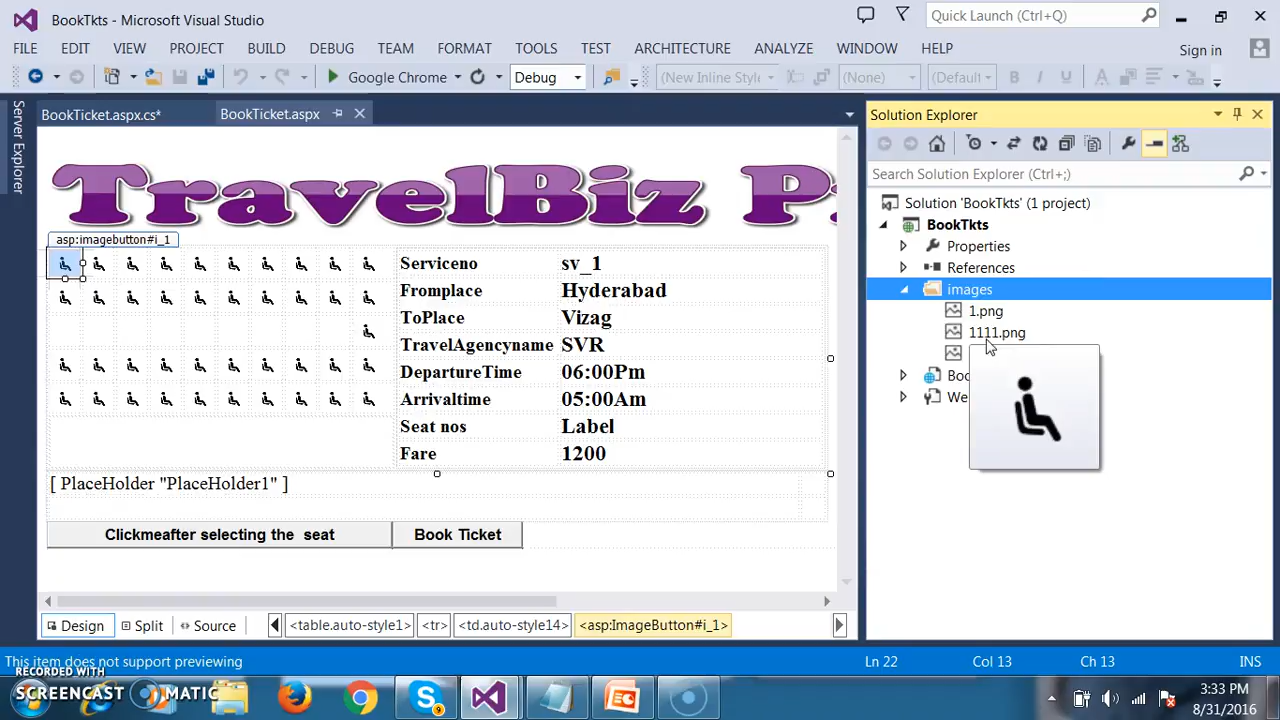 BookTkts - Microsoft Visual Studio
Quick Launch (Ctrl+Q)
FILE EDIT VIEW PROJECT BUILD DEBUG TEAM FORMAT TOOLS TEST ARCHITECTURE ANALYZE WINDOW HELP
Sign in
Google Chrome Debug (New Inline Style (None) (Default
Server Explorer
BookTicket.aspx.cs* BookTicket.aspx
TravelBiz
asp:imagebutton#i_1
Serviceno sv_1
Fromplace Hyderabad
ToPlace Vizag
TravelAgencyname SVR
DepartureTime 06:00Pm
Arrivaltime 05:00Am
Seat nos Label
Fare 1200
[ PlaceHolder "PlaceHolder1" ]
Clickmeafter selecting the seat Book Ticket
Design Split Source <table.auto-style1> <tr> <td.auto-style14> <asp:ImageButton#i_1>
Solution Explorer
Search Solution Explorer (Ctrl+;)
Solution 'BookTkts' (1 project)
BookTkts
Properties
References
images
1.png
1111.png
Boo
We
This item does not support previewing
Ln 22 Col 13 Ch 13 INS
RECORDED WITH
SCREENCAST MATIC
3:33 PM
8/31/2016